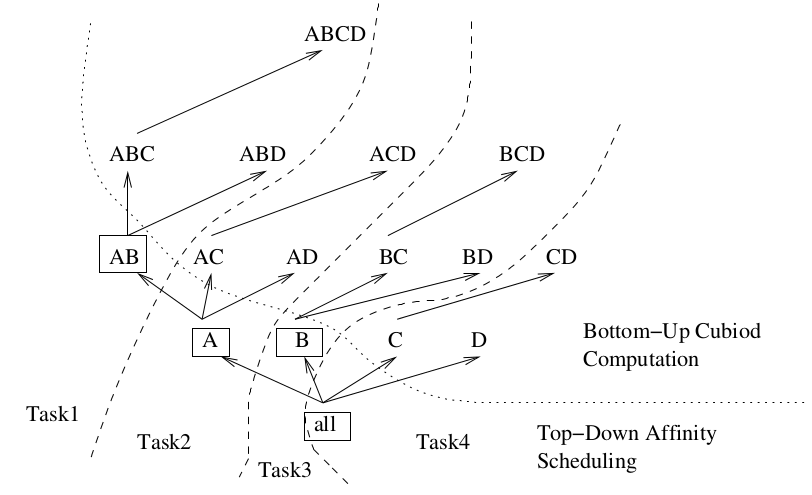 ABCD
ABC ABD ACD BCD
AB AC AD BC BD CD
A B C D
Bottom−Up Cubiod
Computation
Task1
all
Task2 Task4
Top−Down Affinity
Scheduling
Task3